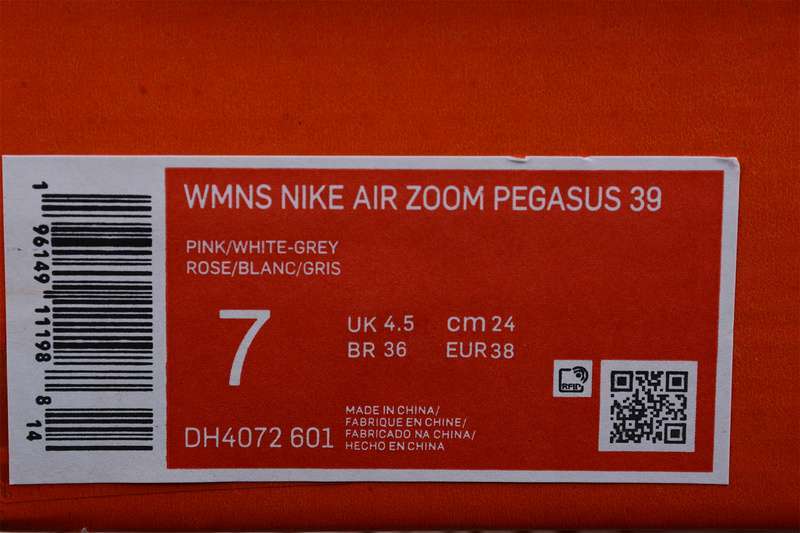 WMNS NIKE AIR ZOOM PEGASUS 39
PINK/WHITE-GREY
ROSE/BLANC/GRIS
7
UK 4.5
cm 24
BR 36
EUR 38
RFID
DH4072 601
MADE IN CHINA/
FABRIQUE EN CHINE/
FABRICADO NA CHINA/
HECHO EN CHINA
1 96149 11198 8 14